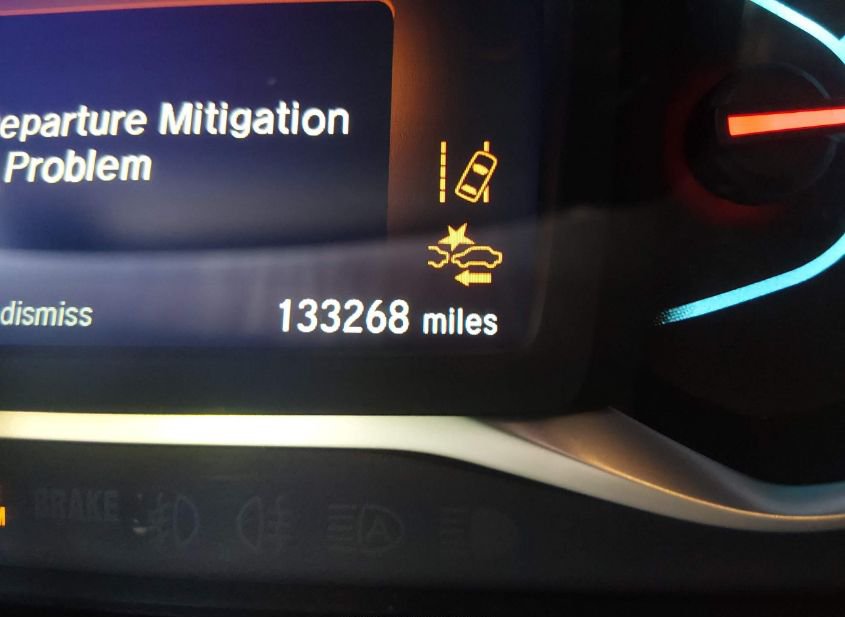 eparture Mitigation
Problem
dismiss
133268 miles
BRAKE
A